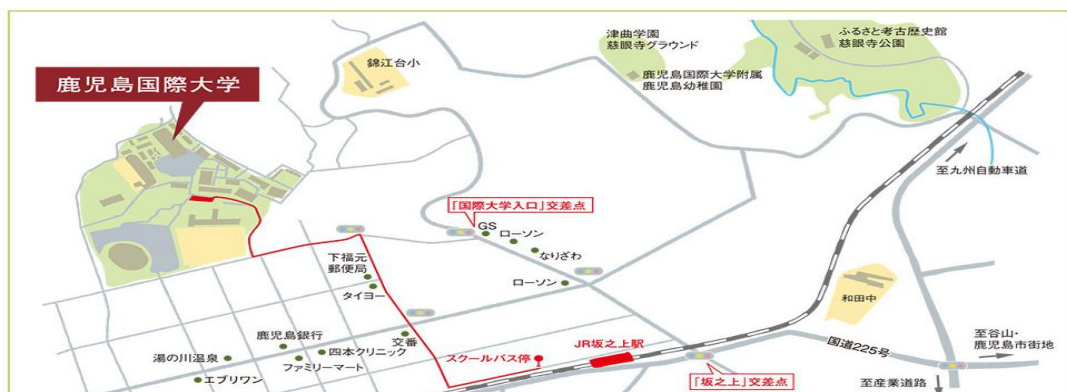 鹿児島国際大学
錦江台小
津曲学園
慈眼寺グラウンド
鹿児島国際大学附属
鹿児島幼稚園
ふるさと考古歴史館
慈眼寺公園
至九州自動車道
「国際大学入口」交差点
GS
ローソン
なりざわ
ローソン
下福元
郵便局
タイヨー
和田中
鹿児島銀行
交番
四本クリニック
ファミリーマート
湯の川温泉
エブリワン
スクールバス停
JR坂之上駅
「坂之上」交差点
国道225号
至谷山・
鹿児島市街地
至産業道路